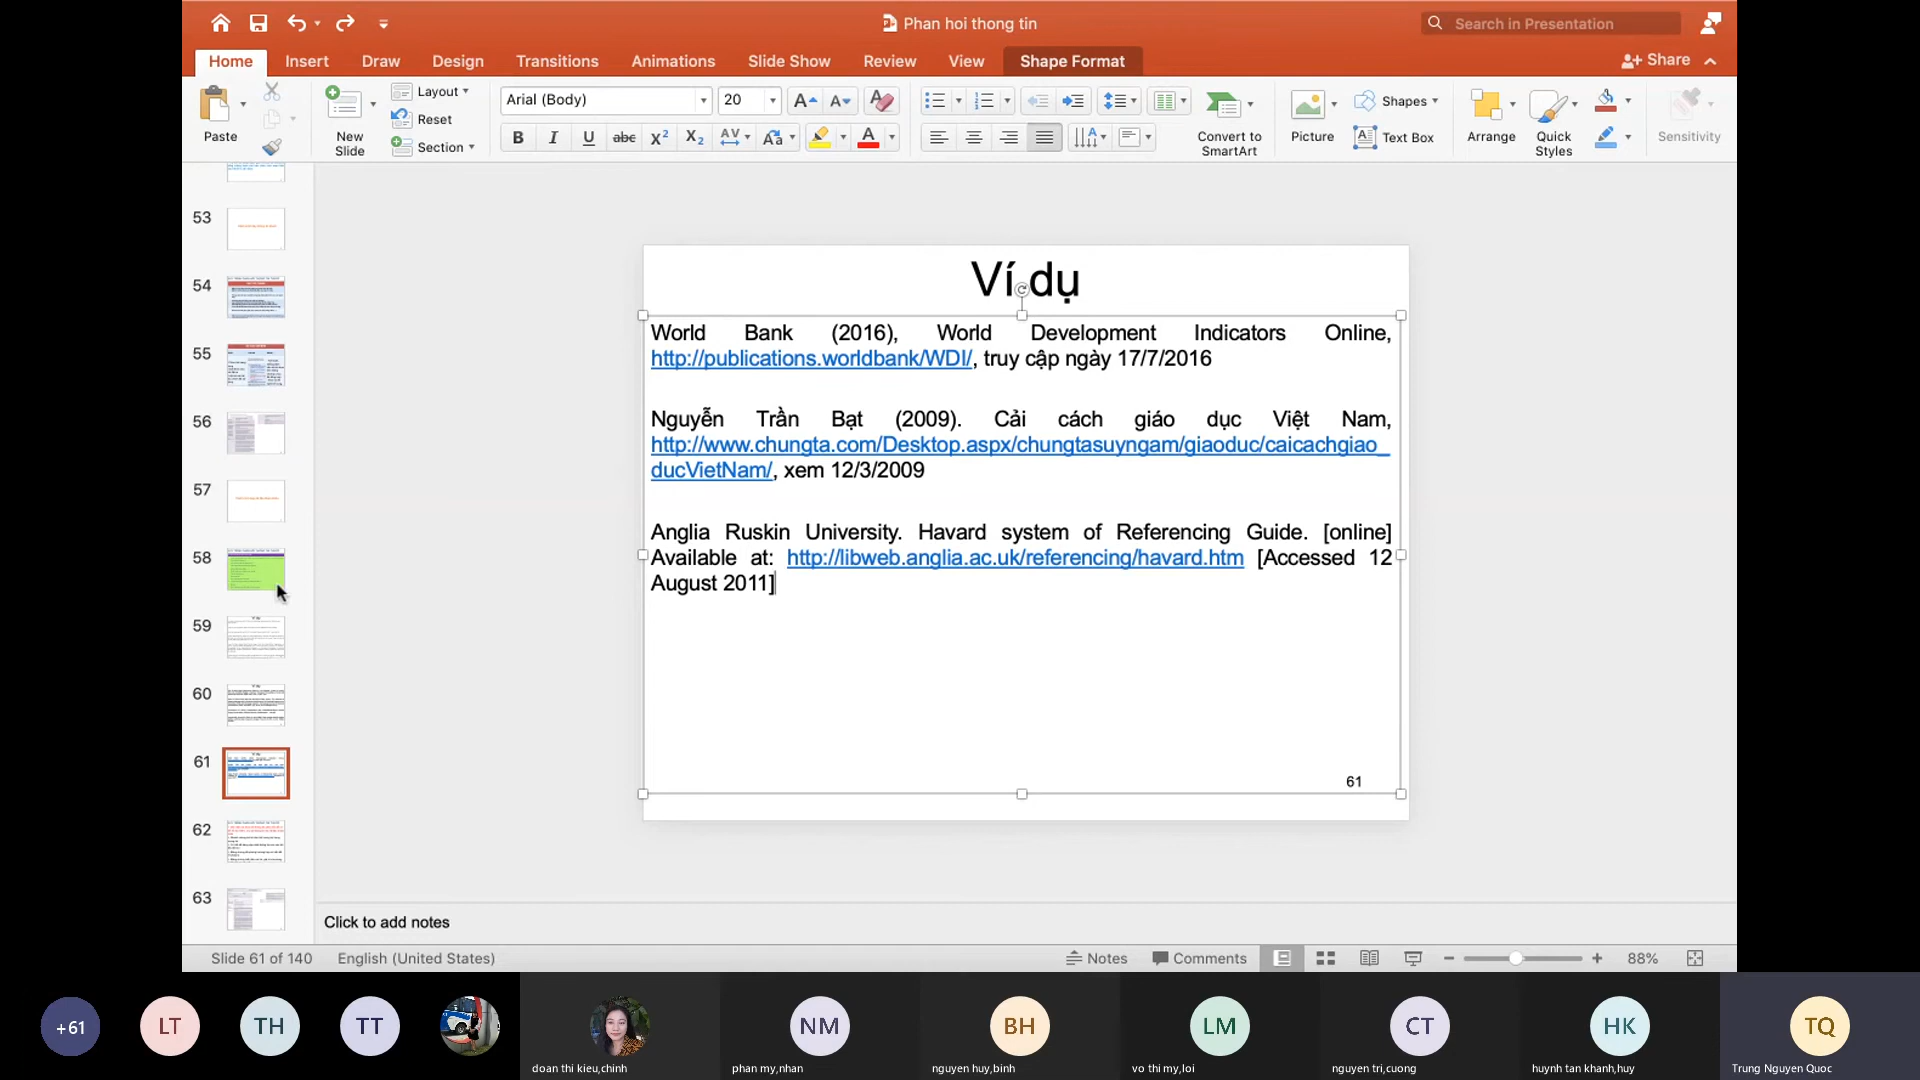 Phan hoi thong tin
Search in Presentation
Home
Insert
Draw
Design
Transitions
Animations
Slide Show
Review
View
Shape Format
Share
Paste
New
Slide
Layout
Reset
Section
Arial (Body)
20
Convert to
SmartArt
Picture
Shapes
Text Box
Arrange
Quick
Styles
Sensitivity
53
54
55
56
57
58
59
60
61
62
63
Ví dụ
World Bank (2016), World Development Indicators Online,
http://publications.worldbank/WDI/, truy cập ngày 17/7/2016
Nguyễn Trần Bạt (2009). Cải cách giáo dục Việt Nam,
http://www.chungta.com/Desktop.aspx/chungtasuyngam/giaoduc/caicachgiao_
ducVietNam/, xem 12/3/2009
Anglia Ruskin University. Havard system of Referencing Guide. [online]
Available at: http://libweb.anglia.ac.uk/referencing/havard.htm [Accessed 12
August 2011]
61
Click to add notes
Slide 61 of 140
English (United States)
Notes
Comments
88%
+61
LT
TH
TT
NM
BH
LM
CT
HK
TQ
doan thi kieu,chinh
phan my,nhan
nguyen huy,binh
vo thi my,loi
nguyen tri,cuong
huynh tan khanh,huy
Trung Nguyen Quoc